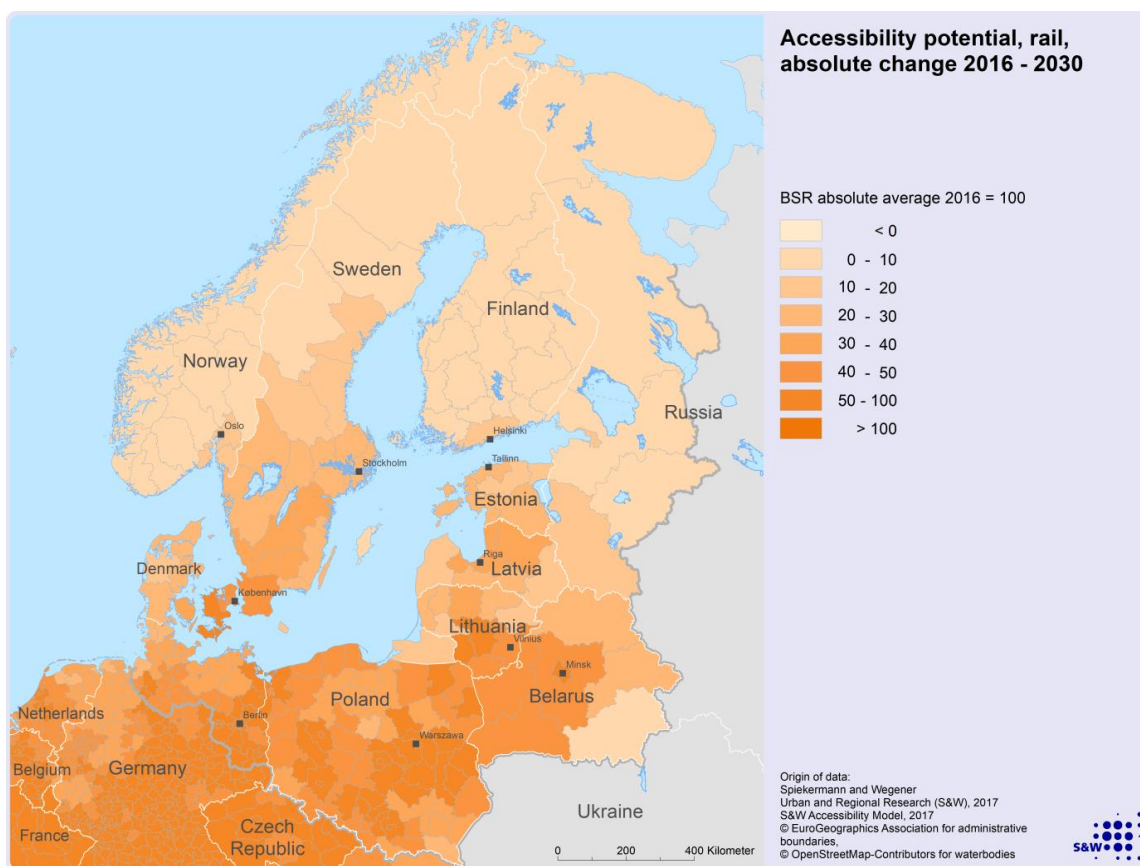 Accessibility potential, rail,
absolute change 2016 - 2030
BSR absolute average 2016 = 100
< 0
0 - 10
10 - 20
20 - 30
30 - 40
40 - 50
50 - 100
> 100
Sweden
Finland
Norway
Oslo
Helsinki
Russia
Stockholm
Tallinn
Estonia
Riga
Latvia
Denmark
København
Lithuania
Vilnius
Minsk
Belarus
Poland
Netherlands
Berlin
Warszawa
Belgium
Germany
Ukraine
France
Czech
Republic
0 200 400 Kilometer
Origin of data:
Spiekermann and Wegener
Urban and Regional Research (S&W), 2017
S&W Accessibility Model, 2017
© EuroGeographics Association for administrative
boundaries,
© OpenStreetMap-Contributors for waterbodies
S&W